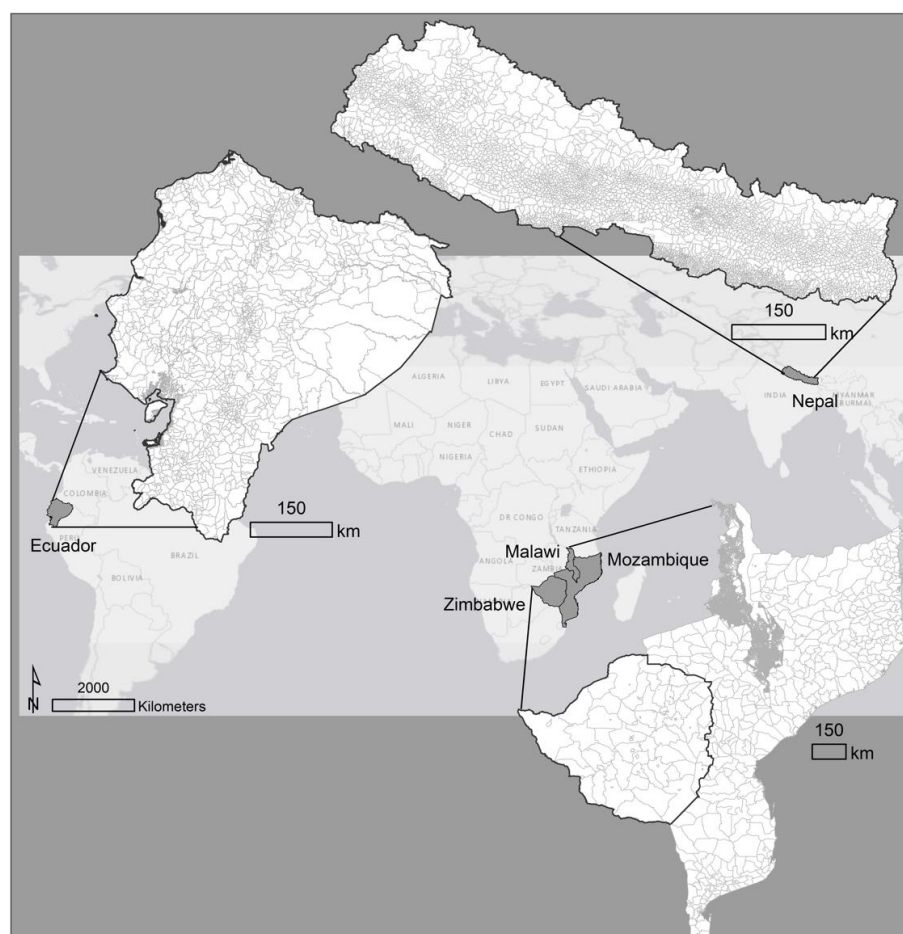 150
km
ALGERIA
LIBYA
EGYPT
SAUDI ARABIA
INDIA
MYANMAR
(BURMA)
Nepal
MALI
NIGER
CHAD
SUDAN
NIGERIA
ETHIOPIA
VENEZUELA
COLOMBIA
150
km
Ecuador
PERU
BRAZIL
BOLIVIA
DR CONGO
TANZANIA
ANGOLA
ZAMBIA
Malawi
Mozambique
Zimbabwe
N
2000
Kilometers
150
km